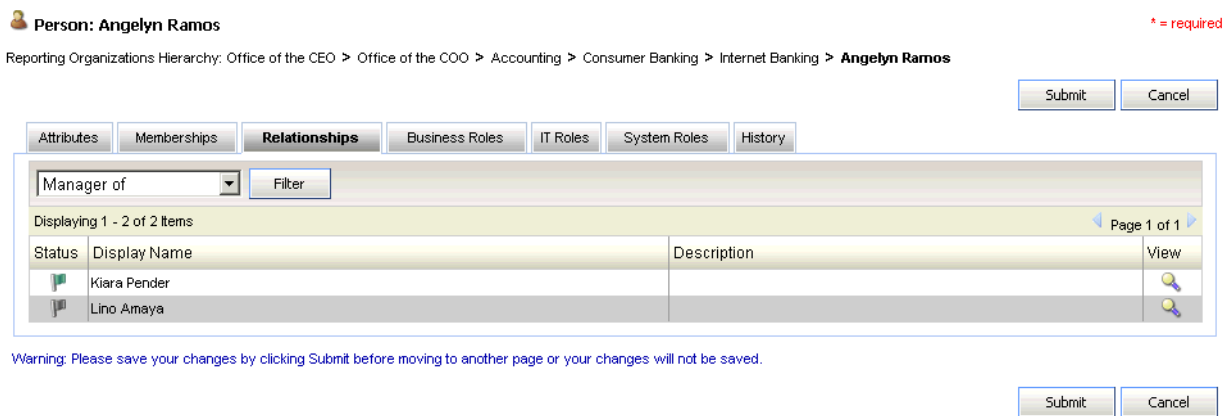 Person: Angelyn Ramos
* = required
Reporting Organizations Hierarchy: Office of the CEO > Office of the COO > Accounting > Consumer Banking > Internet Banking > Angelyn Ramos
Submit Cancel
Attributes Memberships Relationships Business Roles IT Roles System Roles History
Manager of Filter
Displaying 1 - 2 of 2 Items Page 1 of 1
Status Display Name Description View
Kiara Pender
Lino Amaya
Warning: Please save your changes by clicking Submit before moving to another page or your changes will not be saved.
Submit Cancel